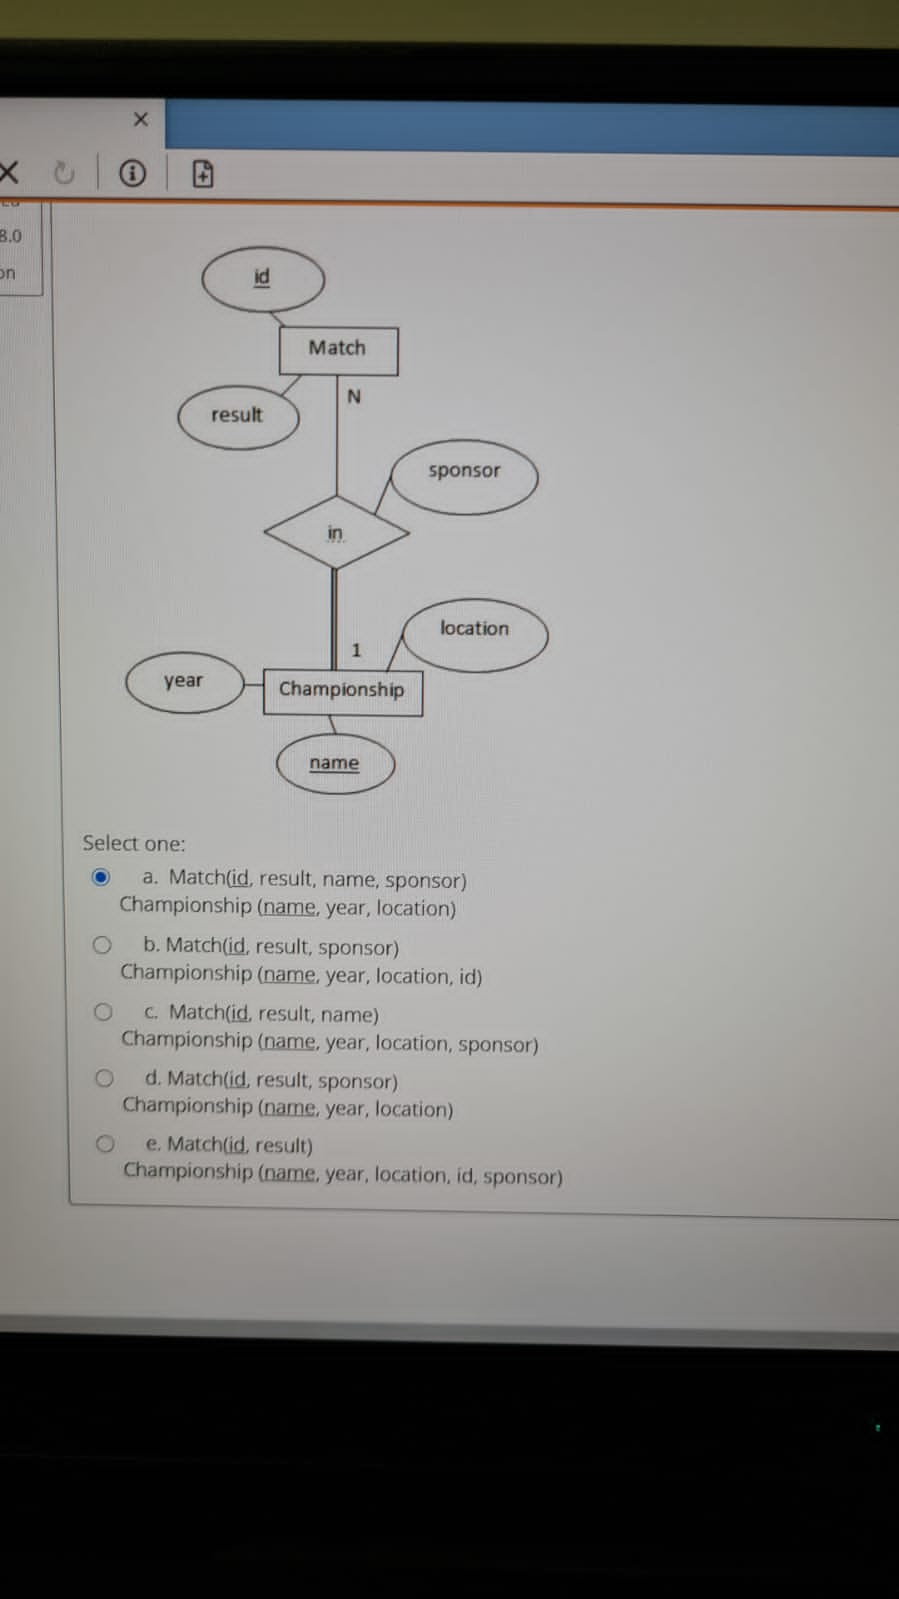 8.0
on
id
Match
N
result
sponsor
in
location
1
year
Championship
name
Select one:
a. Match(id, result, name, sponsor)
Championship (name, year, location)
b. Match(id, result, sponsor)
Championship (name, year, location, id)
c. Match(id, result, name)
Championship (name, year, location, sponsor)
d. Match(id, result, sponsor)
Championship (name, year, location)
e. Match(id, result)
Championship (name, year, location, id, sponsor)